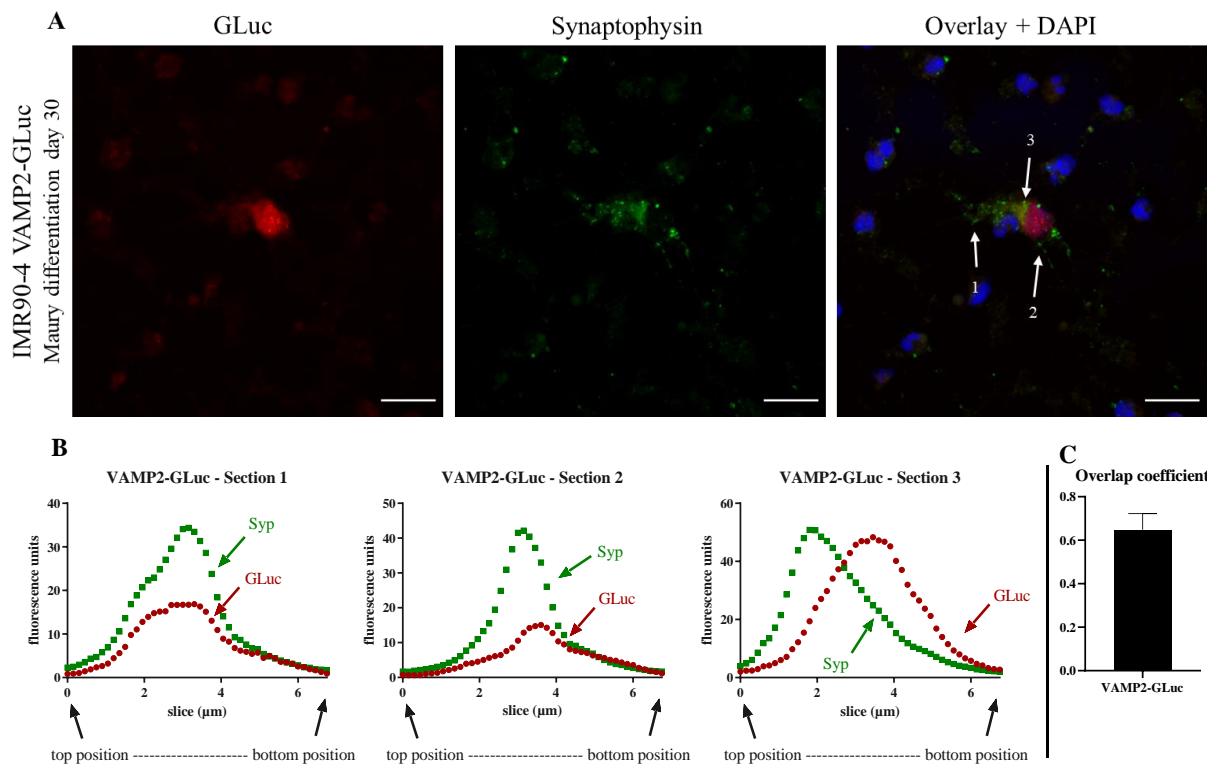 A
GLuc
Synaptophysin
Overlay + DAPI
IMR90-4 VAMP2-GLuc
Maury differentiation day 30
3
1
2
B
VAMP2-GLuc - Section 1
fluorescence units
40
30
20
10
0
0 2 4 6
slice (µm)
Syp
GLuc
top position ---------------------- bottom position
VAMP2-GLuc - Section 2
fluorescence units
50
40
30
20
10
0
0 2 4 6
slice (µm)
Syp
GLuc
top position ---------------------- bottom position
VAMP2-GLuc - Section 3
fluorescence units
60
40
20
0
0 2 4 6
slice (µm)
GLuc
Syp
top position ---------------------- bottom position
C
Overlap coefficient
0.8
0.6
0.4
0.2
0.0
VAMP2-GLuc